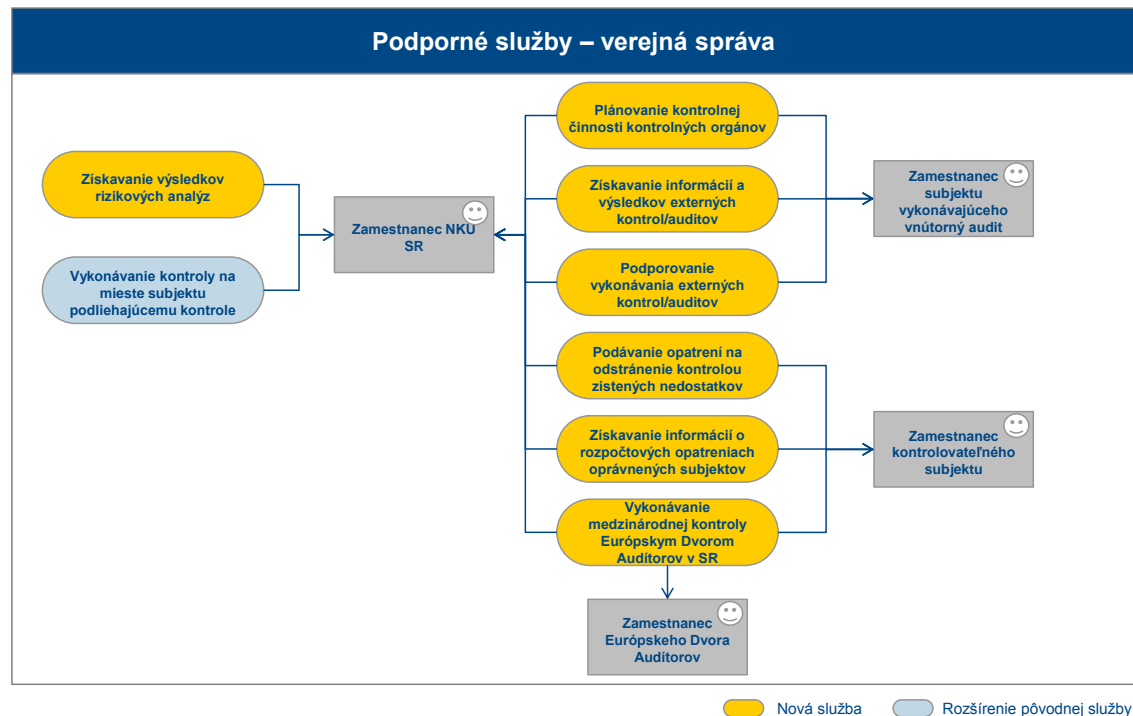 Podporné služby – verejná správa
Získavanie výsledkov
rizikových analýz
Vykonávanie kontroly na
mieste subjektu
podliehajúcemu kontrole
Zamestnanec NKÚ
SR
Plánovanie kontrolnej
činnosti kontrolných orgánov
Získavanie informácií a
výsledkov externých
kontrol/auditov
Podporovanie
vykonávania externých
kontrol/auditov
Podávanie opatrení na
odstránenie kontrolou
zistených nedostatkov
Získavanie informácií o
rozpočtových opatreniach
oprávnených subjektov
Vykonávanie
medzinárodnej kontroly
Európskym Dvorom
Audítorov v SR
Zamestnanec
subjektu
vykonávajúceho
vnútorný audit
Zamestnanec
kontrolovateľného
subjektu
Zamestnanec
Európskeho Dvora
Audítorov
Nová služba
Rozšírenie pôvodnej služby